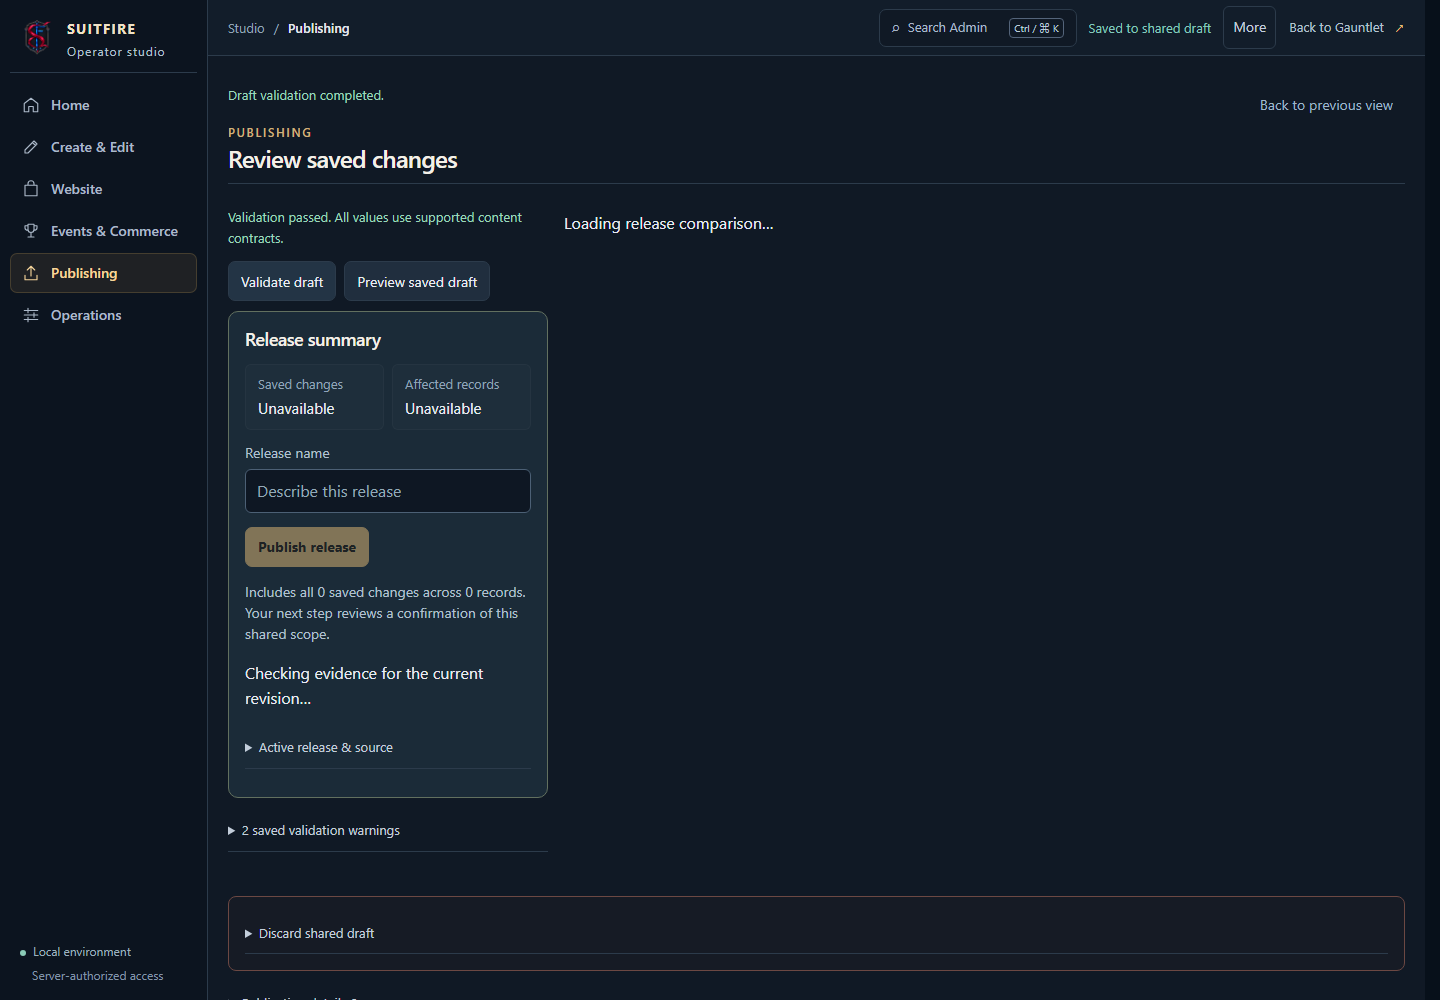 SUITFIRE
Operator studio
Home
Create & Edit
Website
Events & Commerce
Publishing
Operations
Local environment
Server-authorized access
Studio / Publishing
Search Admin Ctrl / ⌘ K
Saved to shared draft
More
Back to Gauntlet ↗
Draft validation completed.
Back to previous view
PUBLISHING
Review saved changes
Validation passed. All values use supported content
contracts.
Validate draft
Preview saved draft
Loading release comparison...
Release summary
Saved changes
Unavailable
Affected records
Unavailable
Release name
Describe this release
Publish release
Includes all 0 saved changes across 0 records.
Your next step reviews a confirmation of this
shared scope.
Checking evidence for the current
revision...
Active release & source
2 saved validation warnings
Discard shared draft